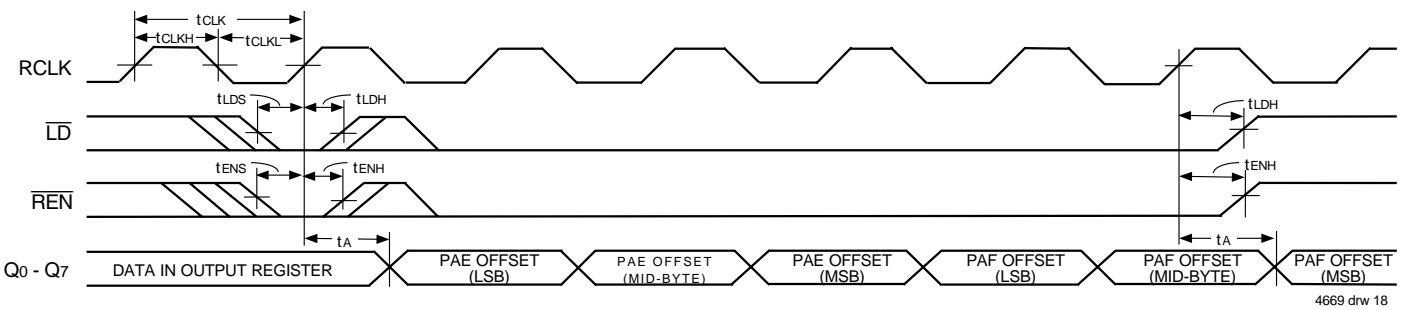 tCLK
tCLKH
tCLKL
RCLK
tLDS
tLDH
tLDH
LD
tENS
tENH
tENH
REN
tA
tA
Q0 - Q7
DATA IN OUTPUT REGISTER
PAE OFFSET
(LSB)
PAE OFFSET
(MID-BYTE)
PAE OFFSET
(MSB)
PAF OFFSET
(LSB)
PAF OFFSET
(MID-BYTE)
PAF OFFSET
(MSB)
4669 drw 18